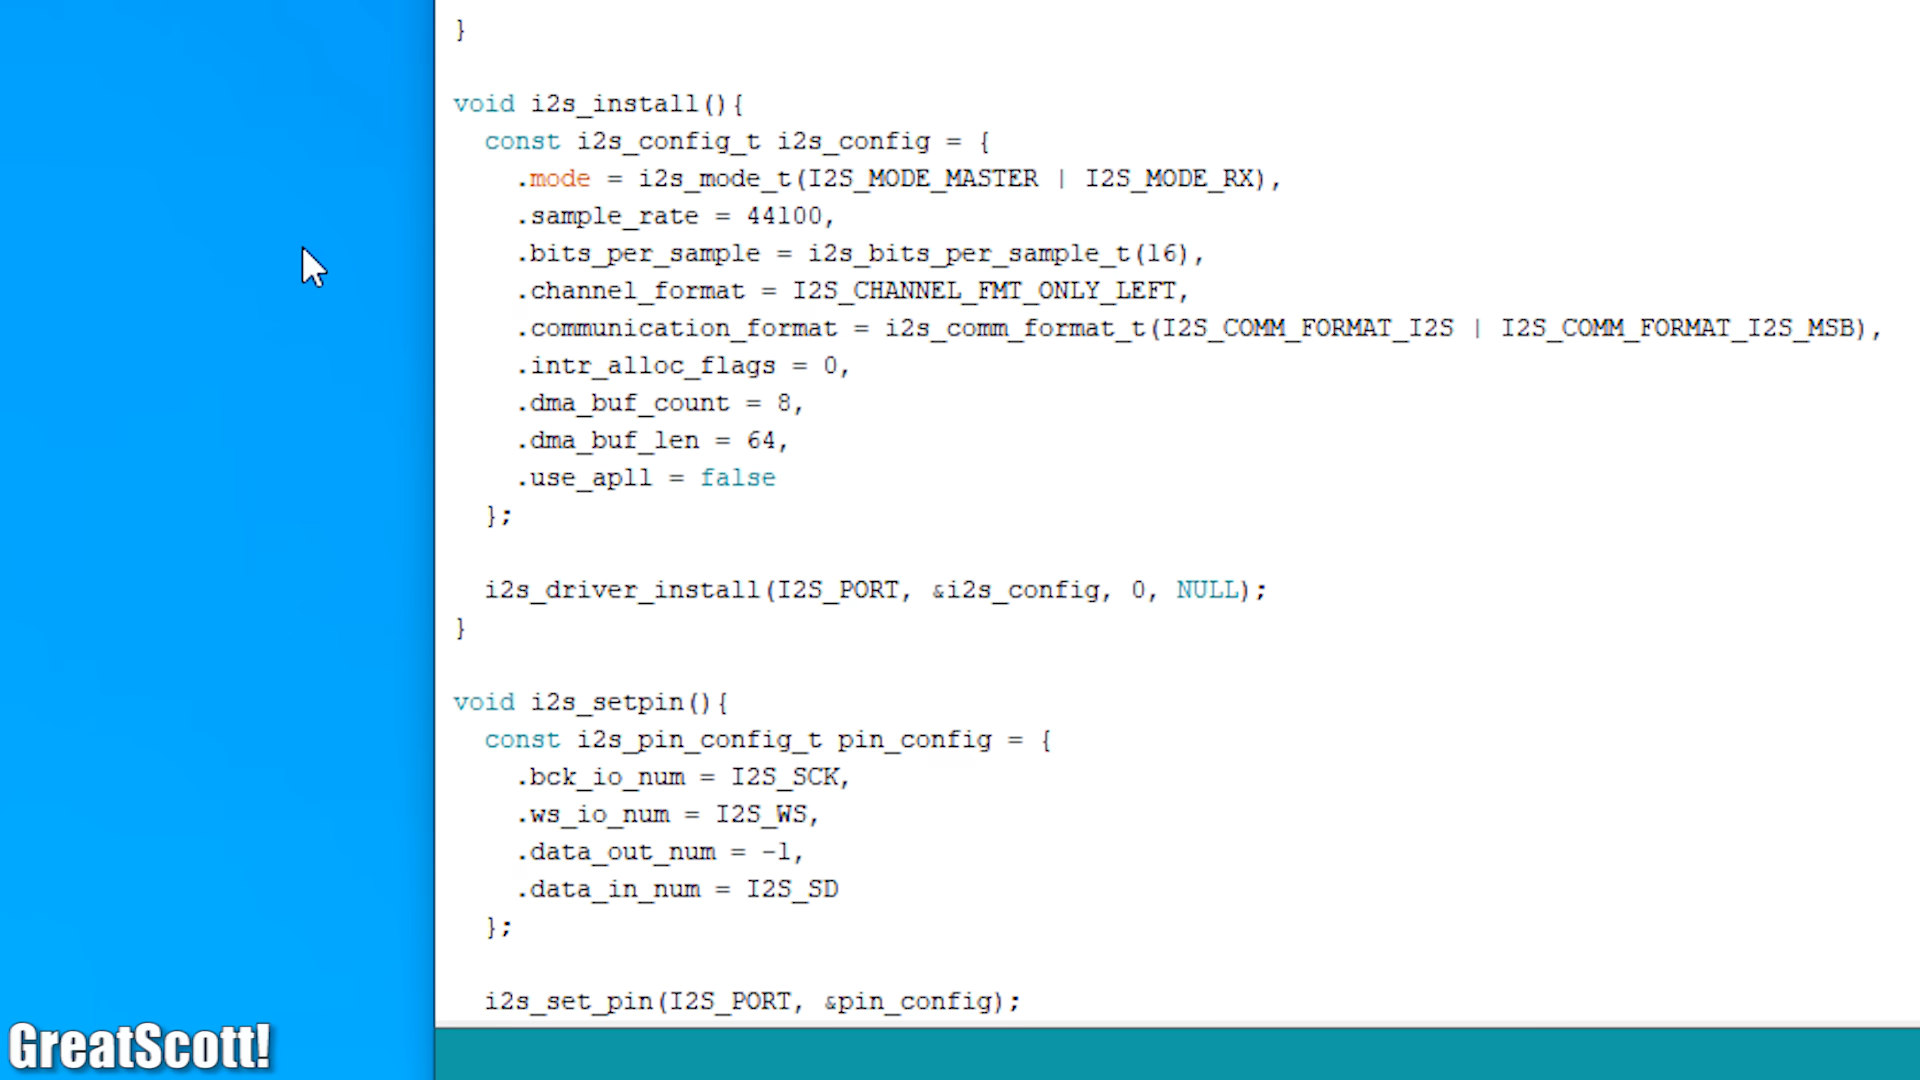 }
void i2s_install(){
const i2s_config_t i2s_config = {
.mode = i2s_mode_t(I2S_MODE_MASTER | I2S_MODE_RX),
.sample_rate = 44100,
.bits_per_sample = i2s_bits_per_sample_t(16),
.channel_format = I2S_CHANNEL_FMT_ONLY_LEFT,
.communication_format = i2s_comm_format_t(I2S_COMM_FORMAT_I2S | I2S_COMM_FORMAT_I2S_MSB),
.intr_alloc_flags = 0,
.dma_buf_count = 8,
.dma_buf_len = 64,
.use_apll = false
};
i2s_driver_install(I2S_PORT, &i2s_config, 0, NULL);
}
void i2s_setpin(){
const i2s_pin_config_t pin_config = {
.bck_io_num = I2S_SCK,
.ws_io_num = I2S_WS,
.data_out_num = -1,
.data_in_num = I2S_SD
};
i2s_set_pin(I2S_PORT, &pin_config);
GreatScott!